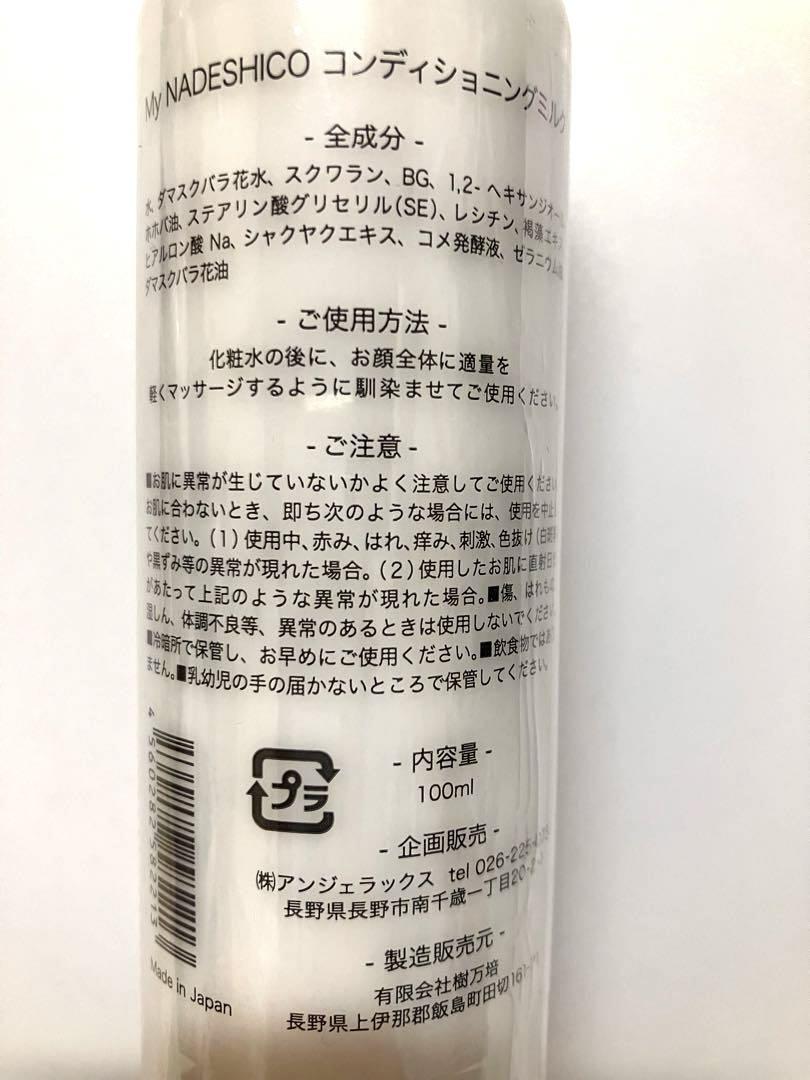 My NADESHICO コンディショニングミルク
- 全成分 -
水、ダマスクバラ花水、スクワラン、BG、1,2- ヘキサンジオール
ホホバ油、ステアリン酸グリセリル(SE)、レシチン、褐藻エキス
ヒアルロン酸 Na、シャクヤクエキス、コメ発酵液、ゼラニウム
ダマスクバラ花油
- ご使用方法 -
化粧水の後に、お顔全体に適量を
軽くマッサージするように馴染ませてご使用ください。
- ご注意 -
■お肌に異常が生じていないかよく注意してご使用ください
お肌に合わないとき、即ち次のような場合には、使用を中止し
てください。(1)使用中、赤み、はれ、痒み、刺激、色抜け(白斑等
や黒ずみ等の異常が現れた場合。(2)使用したお肌に直射日
があたって上記のような異常が現れた場合。■傷、はれもの
湿しん、体調不良等、異常のあるときは使用しないでください。
■冷暗所で保管し、お早めにご使用ください。■飲食物ではあり
ません。■乳幼児の手の届かないところで保管してください。
4 560282 582213
Made in Japan
プラ
- 内容量 -
100ml
- 企画販売 -
㈱アンジェラックス tel 026-225-
長野県長野市南千歳一丁目20-
- 製造販売元 -
有限会社樹万培
長野県上伊那郡飯島町田切161-